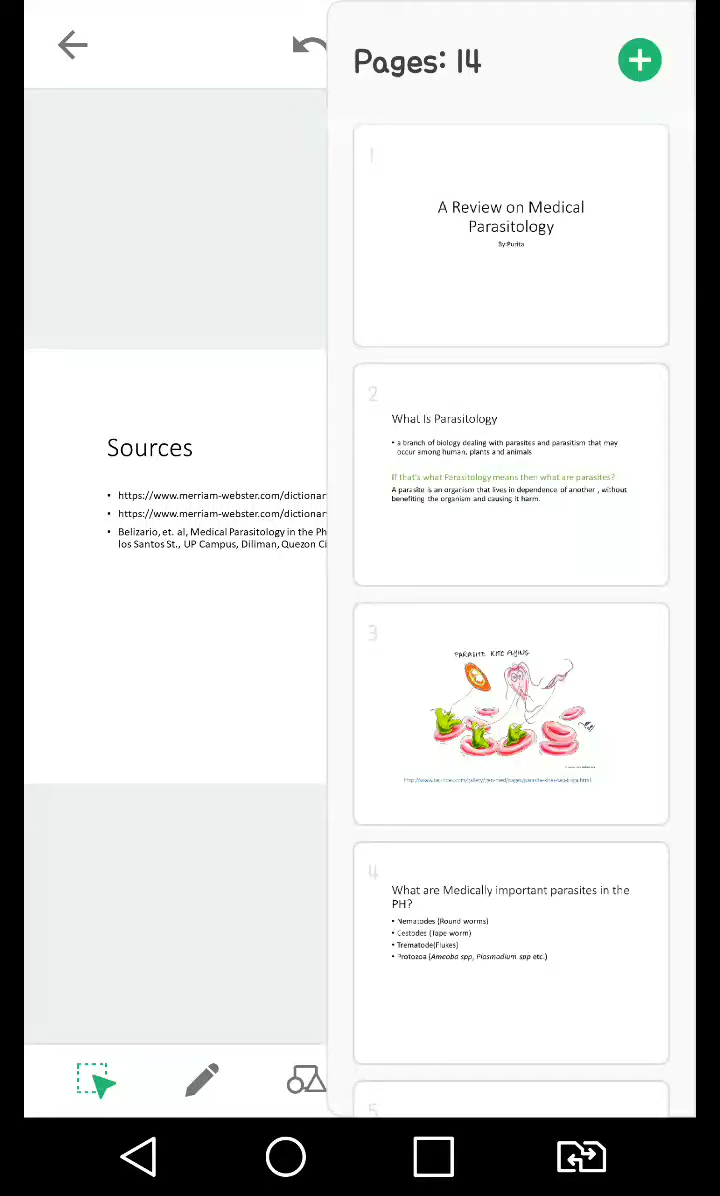 Pages: 14
1
A Review on Medical
Parasitology
By Purita
2
What Is Parasitology
• a branch of biology dealing with parasites and parasitism that may
occur among human, plants and animals
If that's what Parasitology means then what are parasites?
A parasite is an organism that lives in dependence of another , without
benefiting the organism and causing it harm.
3
PARASITE KITE FLYING
4
What are Medically important parasites in the
PH?
• Nematodes (Round worms)
• Cestodes (Tape worm)
• Trematode(Flukes)
• Protozoa (Ameoba spp, Plasmodium spp etc.)
5
Sources
• https://www.merriam-webster.com/dictionar
• https://www.merriam-webster.com/dictionar
• Belizario, et. al, Medical Parasitology in the Ph
los Santos St., UP Campus, Diliman, Quezon Ci